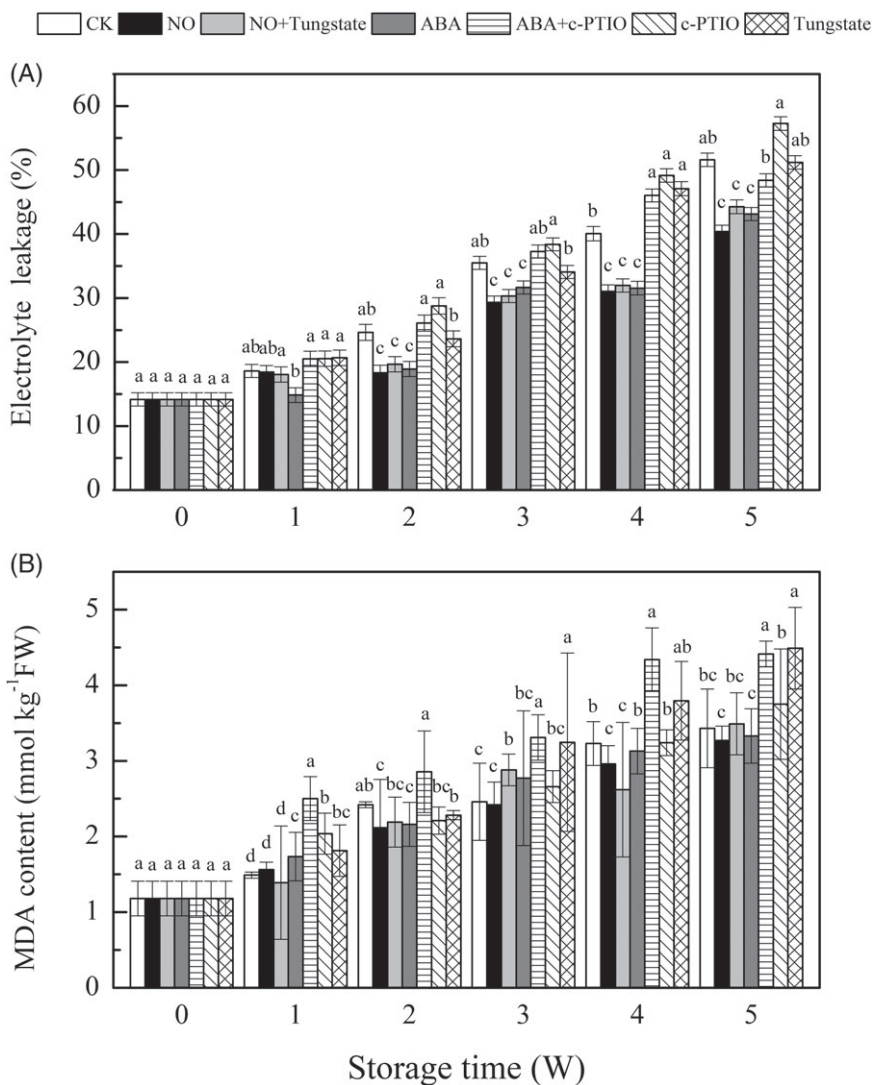 CK NO NO+Tungstate ABA ABA+c-PTIO c-PTIO Tungstate
(A)
Electrolyte leakage (%)
60
50
40
30
20
10
0
a a a a a a a
ab ab a b a a a
ab c c c a a b
ab c c c ab a b
b c c c a a a
ab c c c b a ab
0 1 2 3 4 5
(B)
MDA content (mmol kg⁻¹FW)
5
4
3
2
1
0
a a a a a a a
d d d c a b bc
ab c bc bc a bc b
c c b bc a bc a
b c c b a b ab
bc c bc c a b a
0 1 2 3 4 5
Storage time (W)